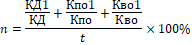 n = (КД1/КД + Кпо1/Кпо + Кво1/Кво) / t × 100%